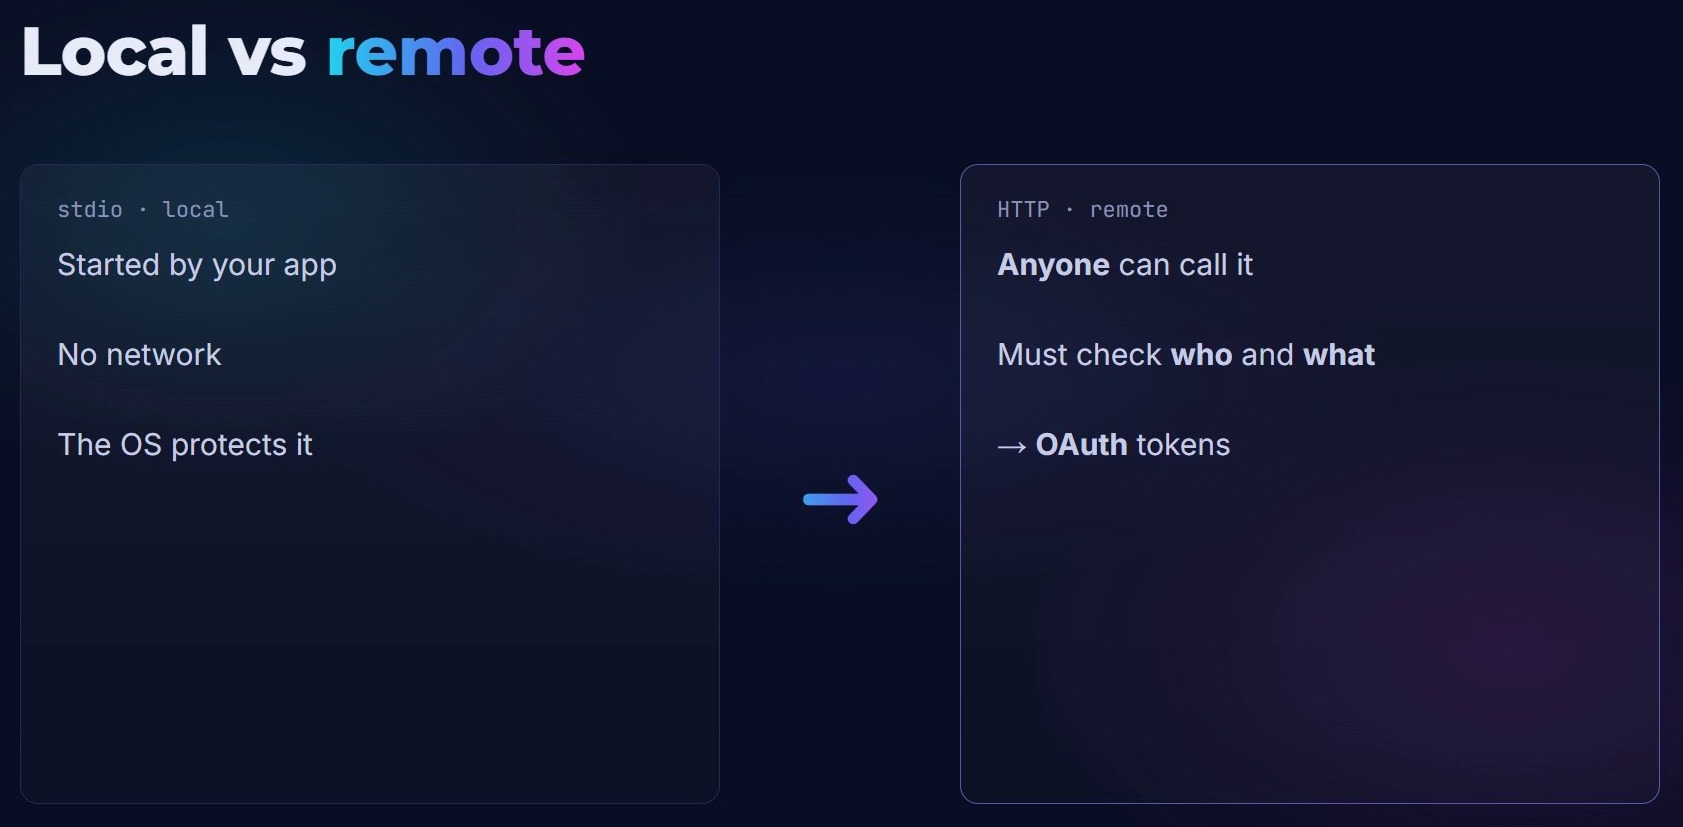 Local vs remote
stdio · local
Started by your app
No network
The OS protects it
HTTP · remote
Anyone can call it
Must check who and what
→ OAuth tokens